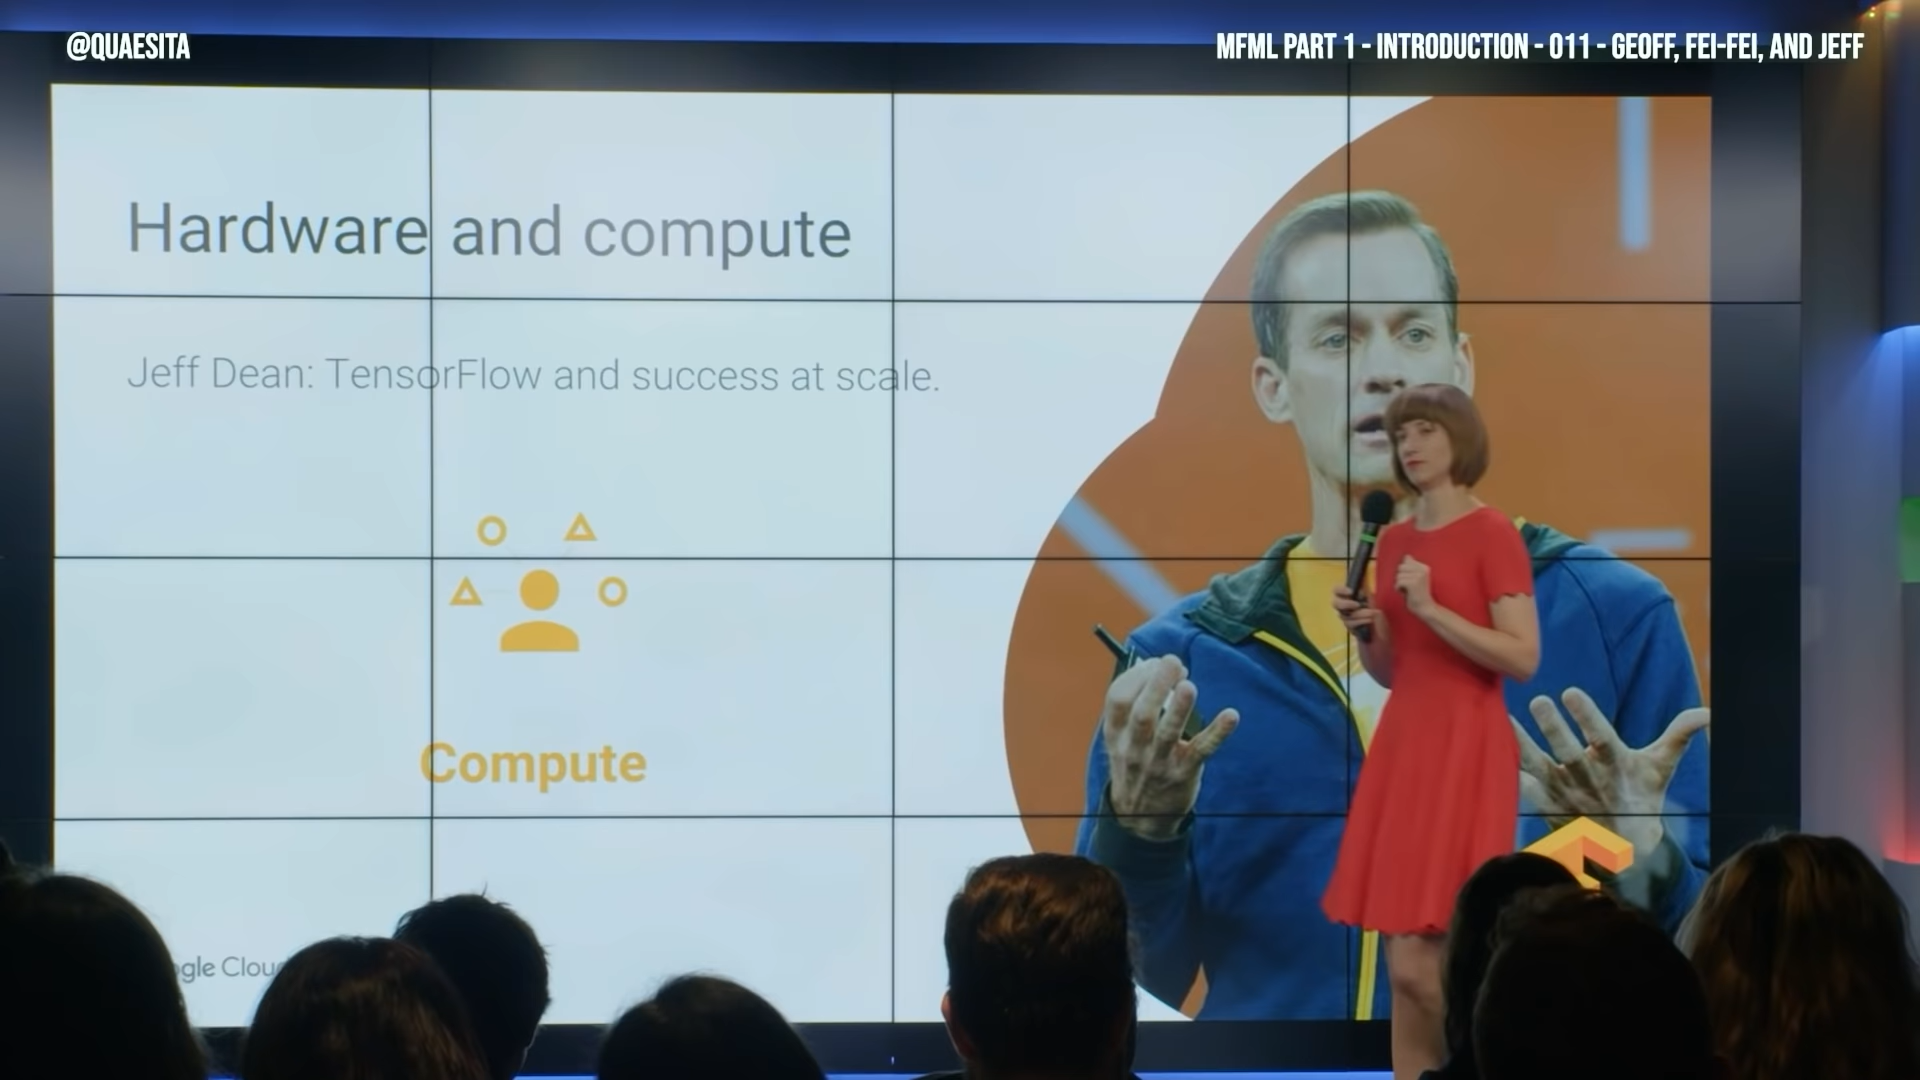 @QUAESITA
MFML PART 1 - INTRODUCTION - 011 - GEOFF, FEI-FEI, AND JEFF
Hardware and compute
Jeff Dean: TensorFlow and success at scale.
Compute